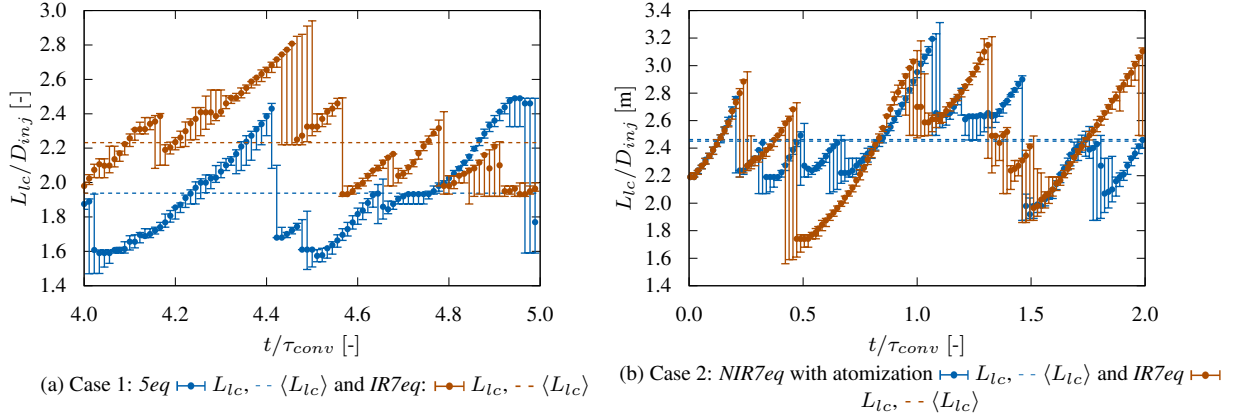 3.0
2.8
2.6
2.4
2.2
2.0
1.8
1.6
1.4
4.0 4.2 4.4 4.6 4.8 5.0
L_{lc}/D_{inj} [-]
t/τ_{conv} [-]
(a) Case 1: 5eq L_{lc}, ⟨L_{lc}⟩ and IR7eq: L_{lc}, ⟨L_{lc}⟩
3.4
3.2
3.0
2.8
2.6
2.4
2.2
2.0
1.8
1.6
1.4
0.0 0.5 1.0 1.5 2.0
L_{lc}/D_{inj} [m]
t/τ_{conv} [-]
(b) Case 2: NIR7eq with atomization L_{lc}, ⟨L_{lc}⟩ and IR7eq
L_{lc}, ⟨L_{lc}⟩